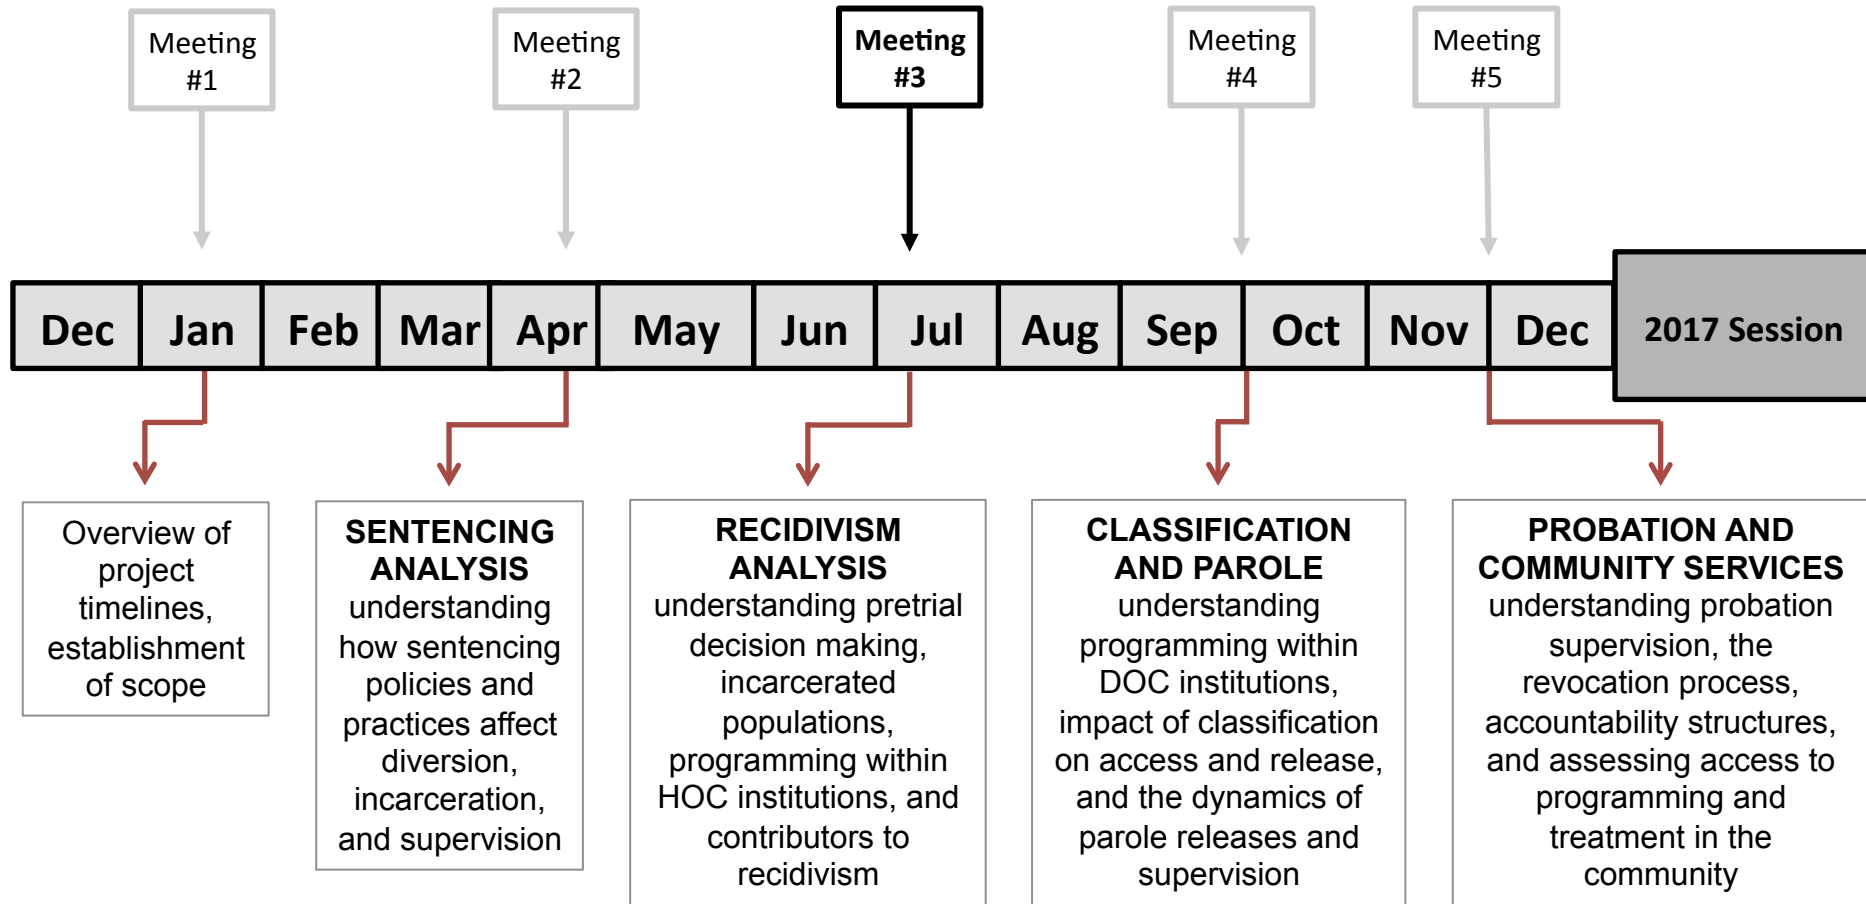 Meeting
#1
Meeting
#2
Meeting
#3
Meeting
#4
Meeting
#5
Dec
Jan
Feb
Mar
Apr
May
Jun
Jul
Aug
Sep
Oct
Nov
Dec
2017 Session
Overview of
project
timelines,
establishment
of scope
SENTENCING
ANALYSIS
understanding
how sentencing
policies and
practices affect
diversion,
incarceration,
and supervision
RECIDIVISM
ANALYSIS
understanding pretrial
decision making,
incarcerated
populations,
programming within
HOC institutions, and
contributors to
recidivism
CLASSIFICATION
AND PAROLE
understanding
programming within
DOC institutions,
impact of classification
on access and release,
and the dynamics of
parole releases and
supervision
PROBATION AND
COMMUNITY SERVICES
understanding probation
supervision, the
revocation process,
accountability structures,
and assessing access to
programming and
treatment in the
community